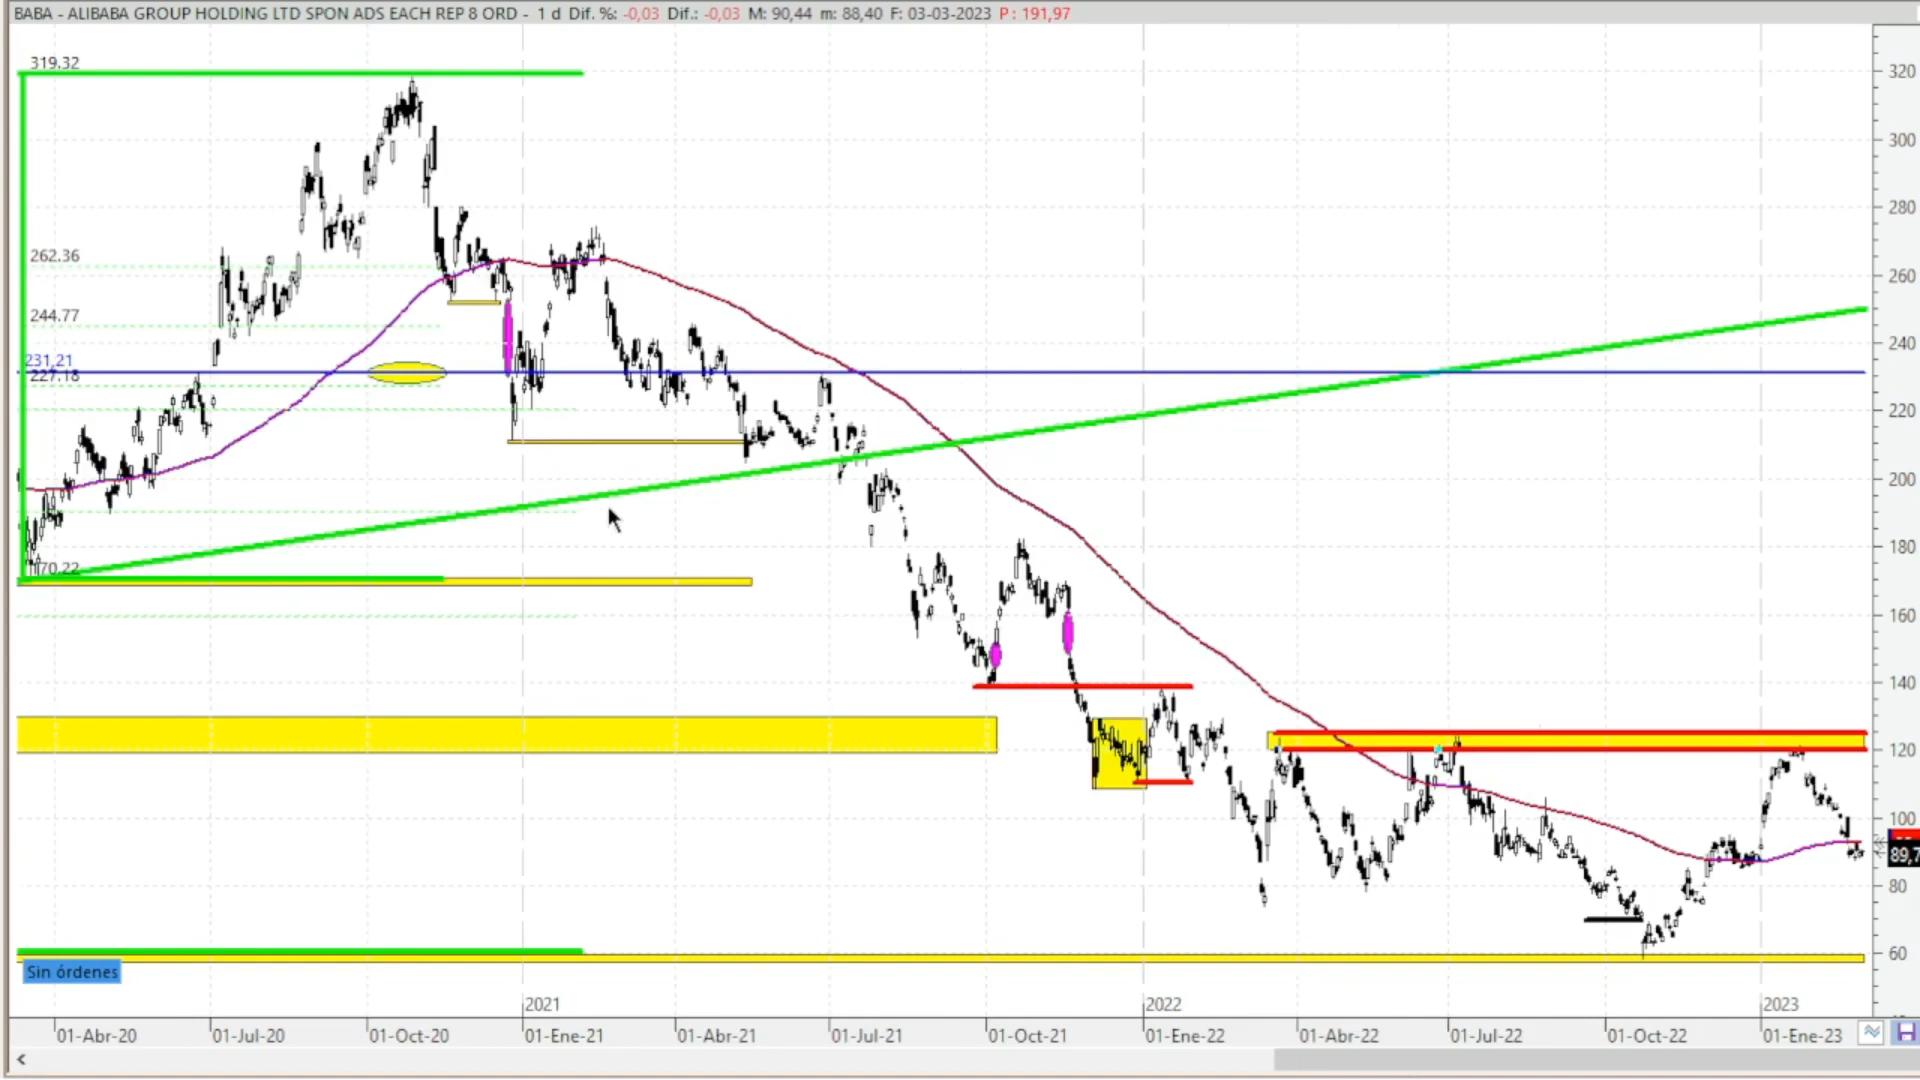 BABA - ALIBABA GROUP HOLDING LTD SPON ADS EACH REP 8 ORD - 1 d Dif. %: -0,03 Dif.: -0,03 M: 90,44 m: 88,40 F: 03-03-2023 P : 191,97
319.32
320
300
280
262.36
260
244.77
240
231,21
227.18
220
200
180
70.22
160
140
120
100
89,7
80
60
Sin órdenes
2021
2022
2023
01-Abr-20
01-Jul-20
01-Oct-20
01-Ene-21
01-Abr-21
01-Jul-21
01-Oct-21
01-Ene-22
01-Abr-22
01-Jul-22
01-Oct-22
01-Ene-23